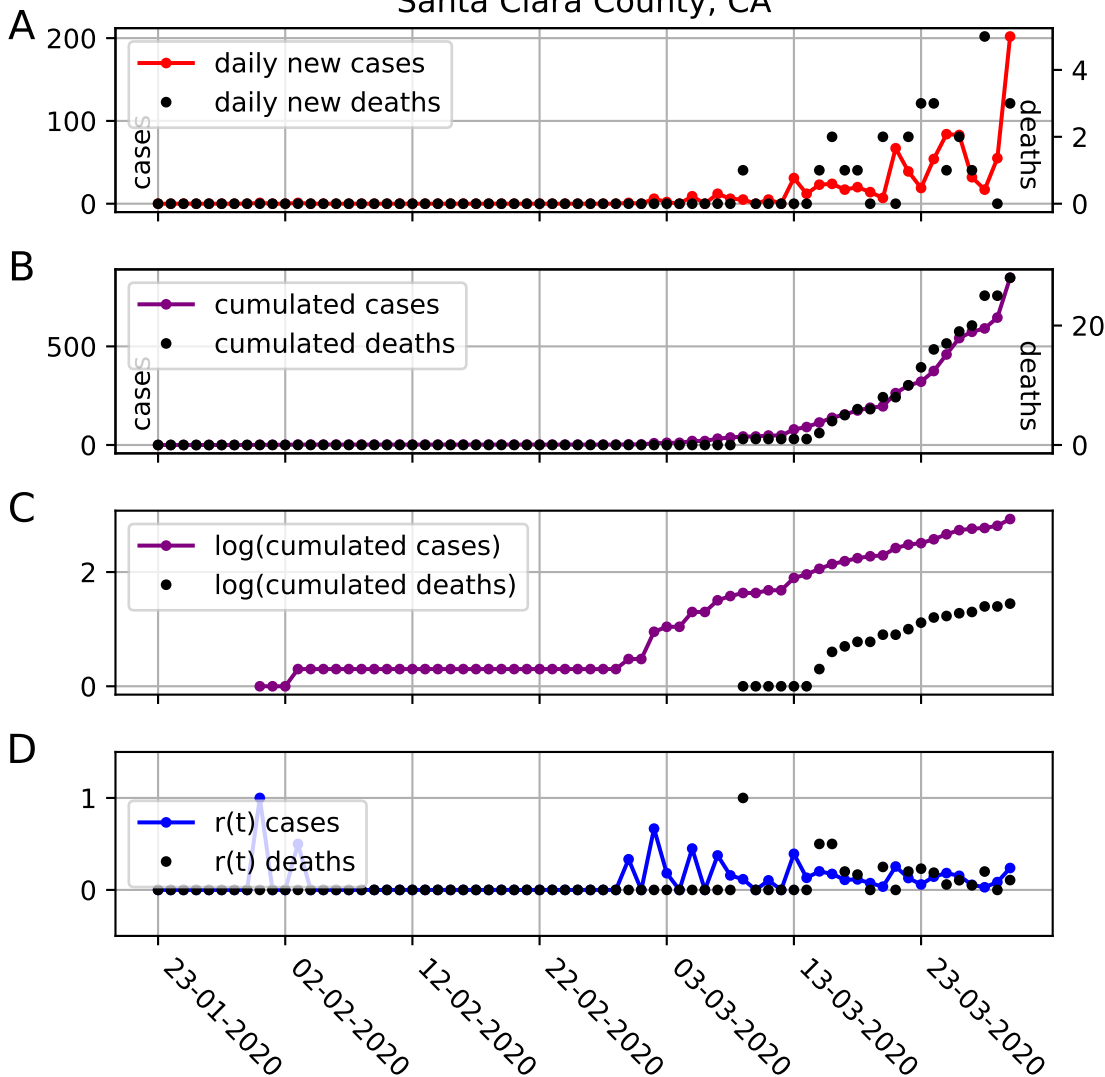 Santa Clara County, CA
A
200
100
0
cases
daily new cases
daily new deaths
4
2
0
deaths
B
500
0
cases
cumulated cases
cumulated deaths
20
0
deaths
C
2
0
log(cumulated cases)
log(cumulated deaths)
D
1
0
r(t) cases
r(t) deaths
23-01-2020
02-02-2020
12-02-2020
22-02-2020
03-03-2020
13-03-2020
23-03-2020